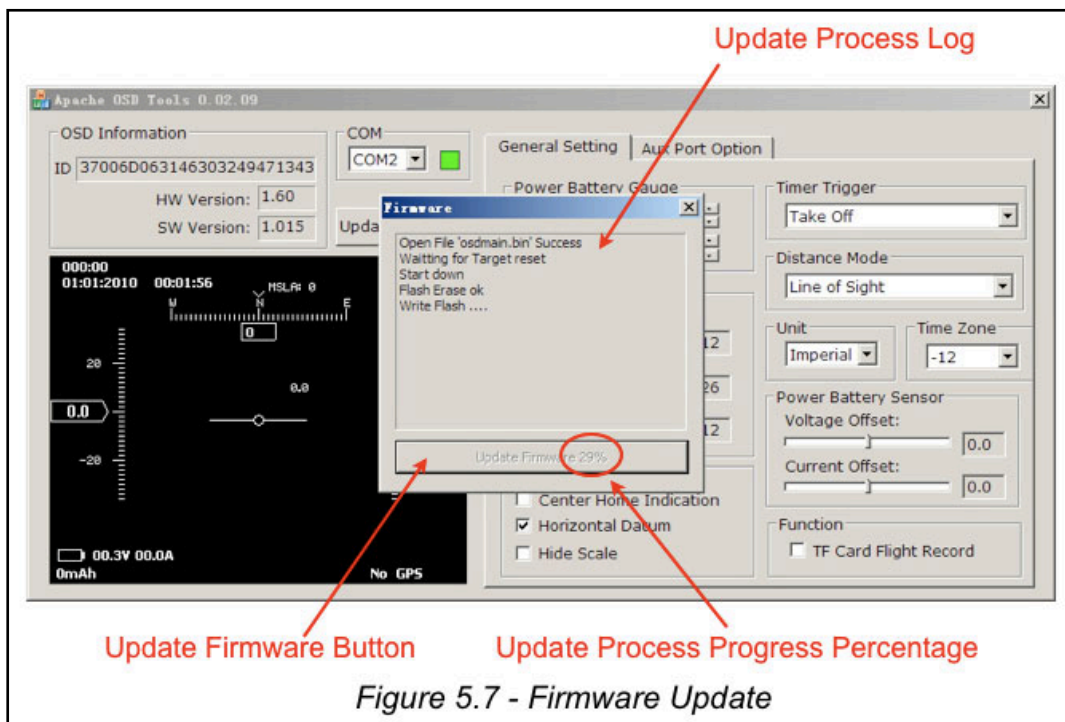 Update Process Log
Apache OSD Tools 0.02.09
OSD Information
ID 37006D063146303249471343
HW Version: 1.60
SW Version: 1.015
COM
COM2
Upda
General Setting
Aux Port Option
Power Battery Gauge
Timer Trigger
Take Off
Distance Mode
Line of Sight
Unit
Imperial
Time Zone
-12
Power Battery Sensor
Voltage Offset:
0.0
Current Offset:
0.0
Function
TF Card Flight Record
12
26
12
Center Home Indication
Horizontal Datum
Hide Scale
Firmware
Open File 'osdmain.bin' Success
Waitting for Target reset
Start down
Flash Erase ok
Write Flash ....
Update Firmware 29%
000:00
01:01:2010 00:01:56
MSLA: 0
W N E
0
20
0.0
0.0
-20
00.3V 00.0A
0mAh
No GPS
Update Firmware Button
Update Process Progress Percentage
Figure 5.7 - Firmware Update